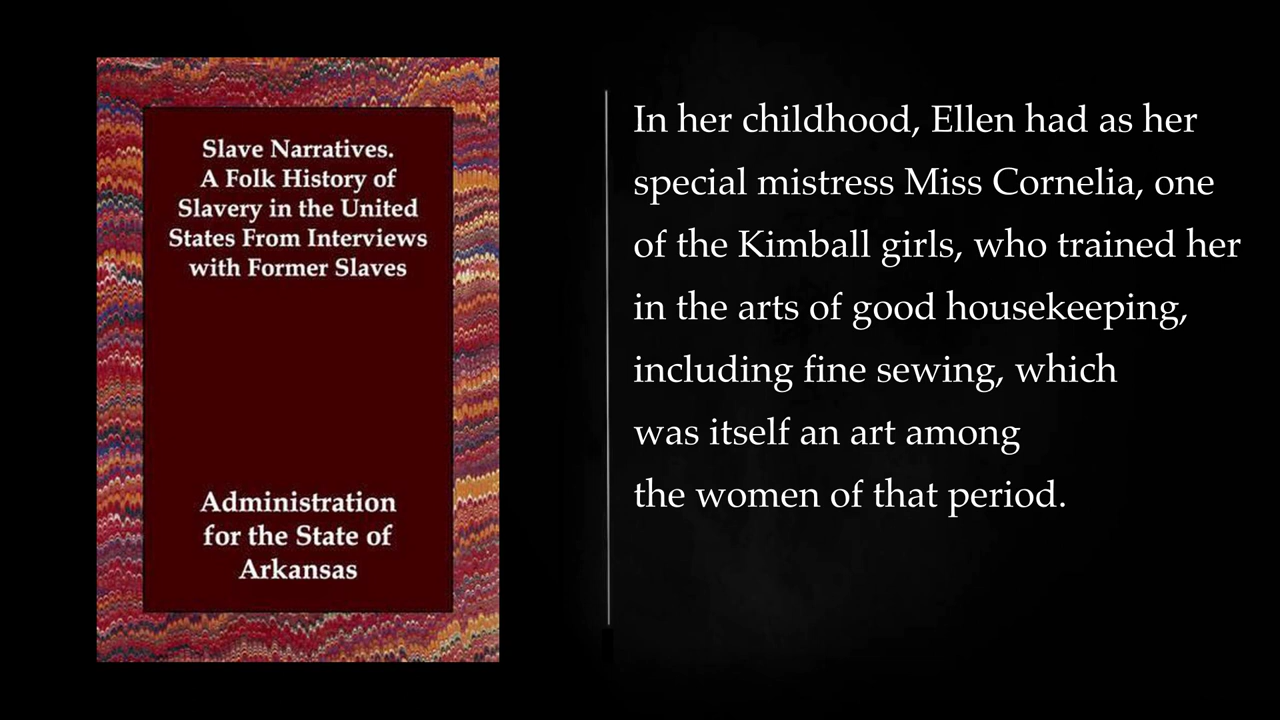 Slave Narratives.
A Folk History of
Slavery in the United
States From Interviews
with Former Slaves
Administration
for the State of
Arkansas
In her childhood, Ellen had as her
special mistress Miss Cornelia, one
of the Kimball girls, who trained her
in the arts of good housekeeping,
including fine sewing, which
was itself an art among
the women of that period.